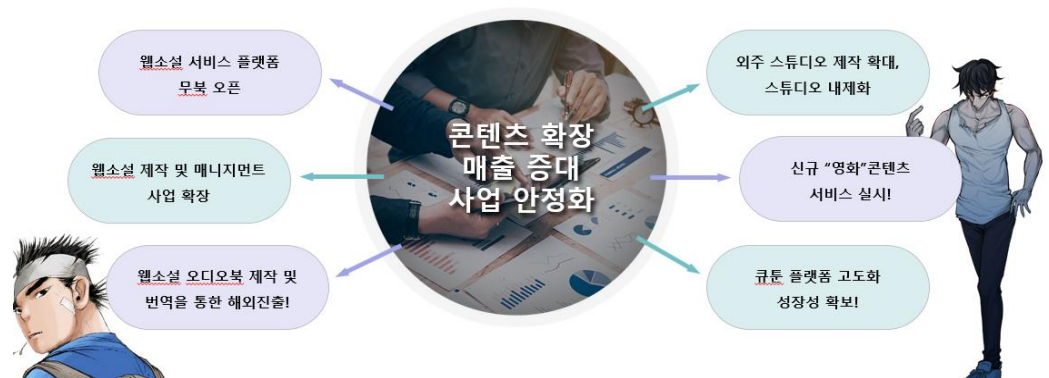 웹소설 서비스 플랫폼
무북 오픈
웹소설 제작 및 매니지먼트
사업 확장
웹소설 오디오북 제작 및
번역을 통한 해외진출!
콘텐츠 확장
매출 증대
사업 안정화
외주 스튜디오 제작 확대,
스튜디오 내제화
신규 “영화”콘텐츠
서비스 실시!
큐툰 플랫폼 고도화
성장성 확보!